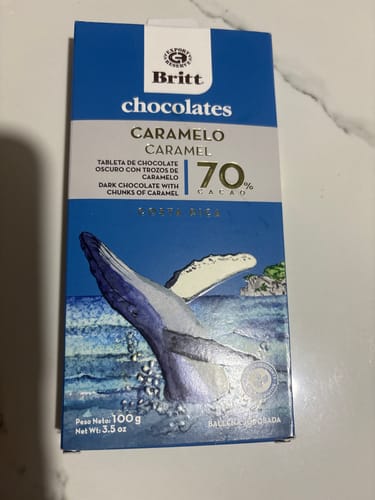 EXPORT
RESERVE
Britt
chocolates
CARAMELO
CARAMEL
TABLETA DE CHOCOLATE
OSCURO CON TROZOS DE
CARAMELO
DARK CHOCOLATE WITH
CHUNKS OF CARAMEL
70%
CACAO
COSTA RICA
Peso Neto: 100 g
Net Wt: 3.5 oz
BALLENA JOROBADA